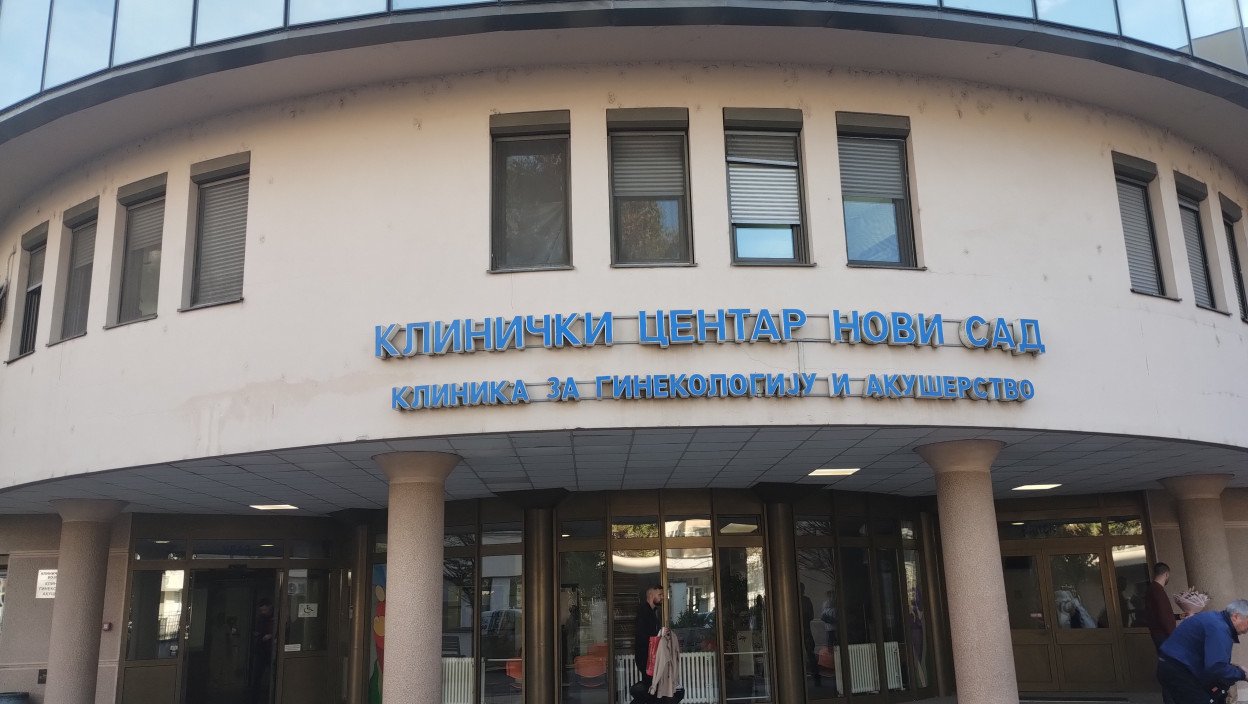 КЛИНИЧКИ ЦЕНТАР НОВИ САД
КЛИНИКА ЗА ГИНЕКОЛОГИЈУ И АКУШЕРСТВО